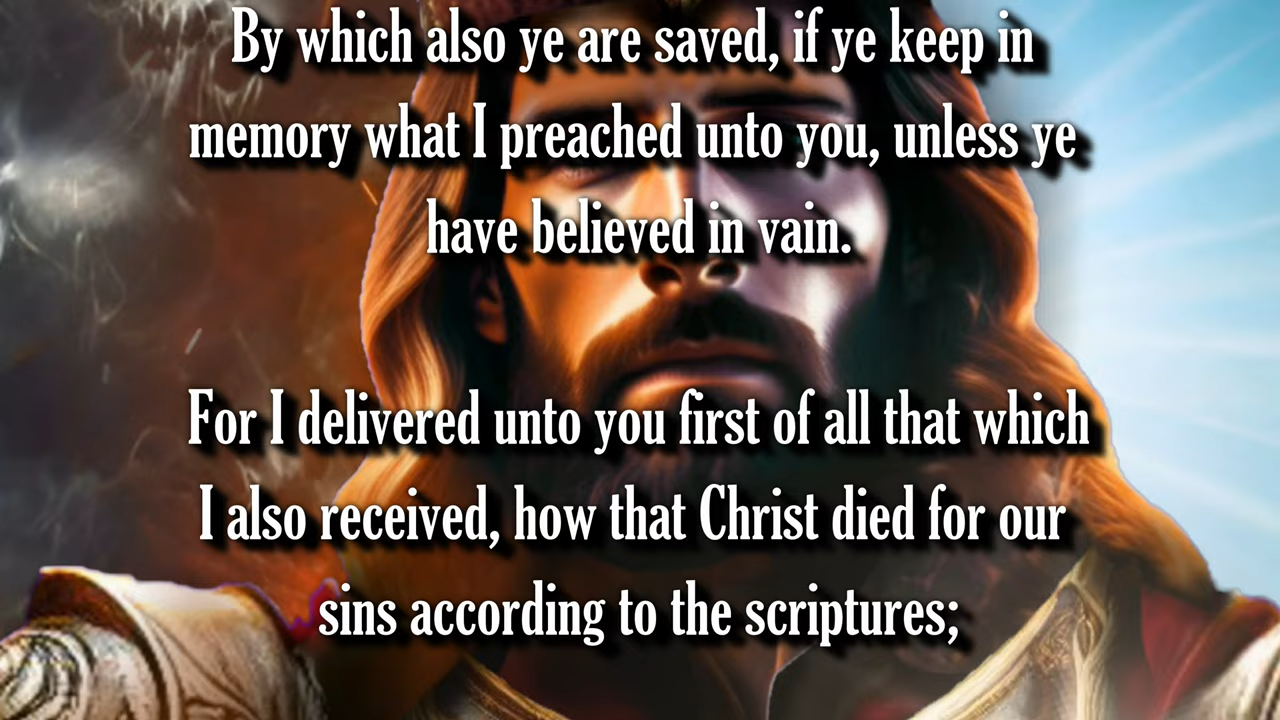 By which also ye are saved, if ye keep in
memory what I preached unto you, unless ye
have believed in vain.
For I delivered unto you first of all that which
I also received, how that Christ died for our
sins according to the scriptures;